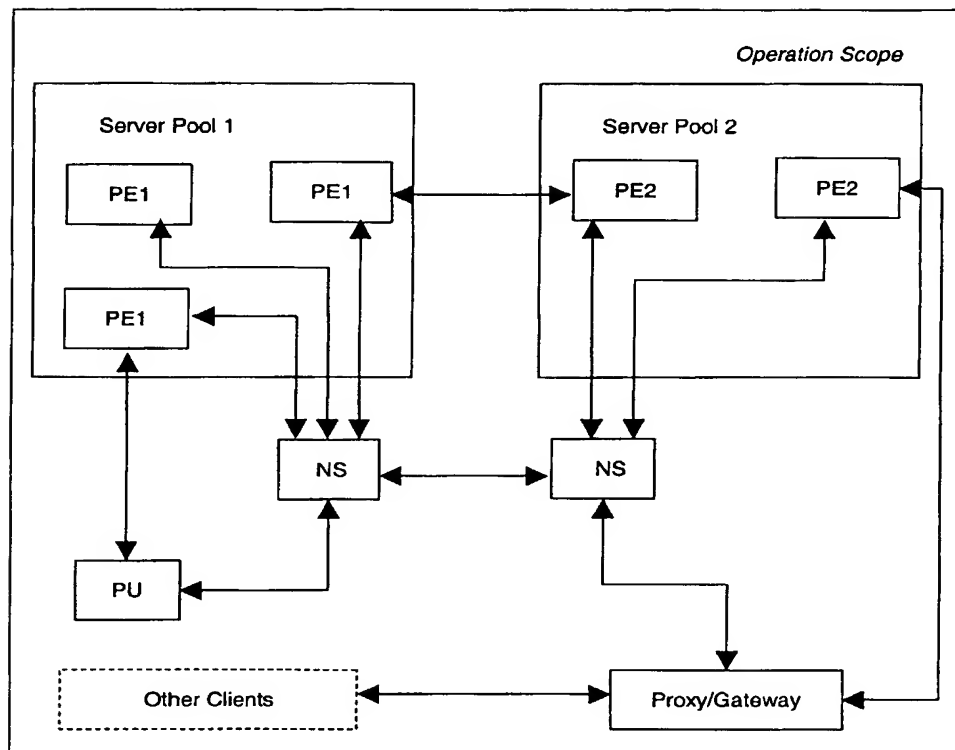 Operation Scope
Server Pool 1
Server Pool 2
PE1
PE1
PE2
PE2
PE1
NS
NS
PU
Other Clients
Proxy/Gateway